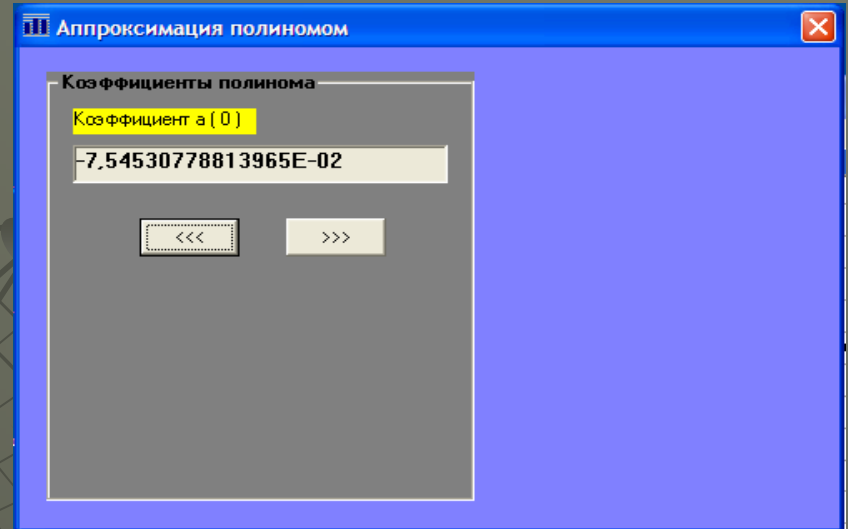 Аппроксимация полиномом
Коэффициенты полинома
Коэффициент a ( 0 )
-7,54530778813965E-02
<<<
>>>